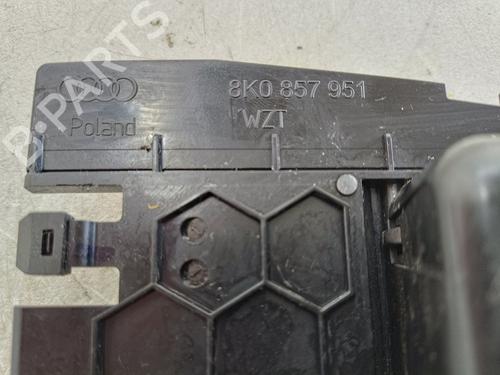 8K0 857 951
Poland
WZT
B-PARTS